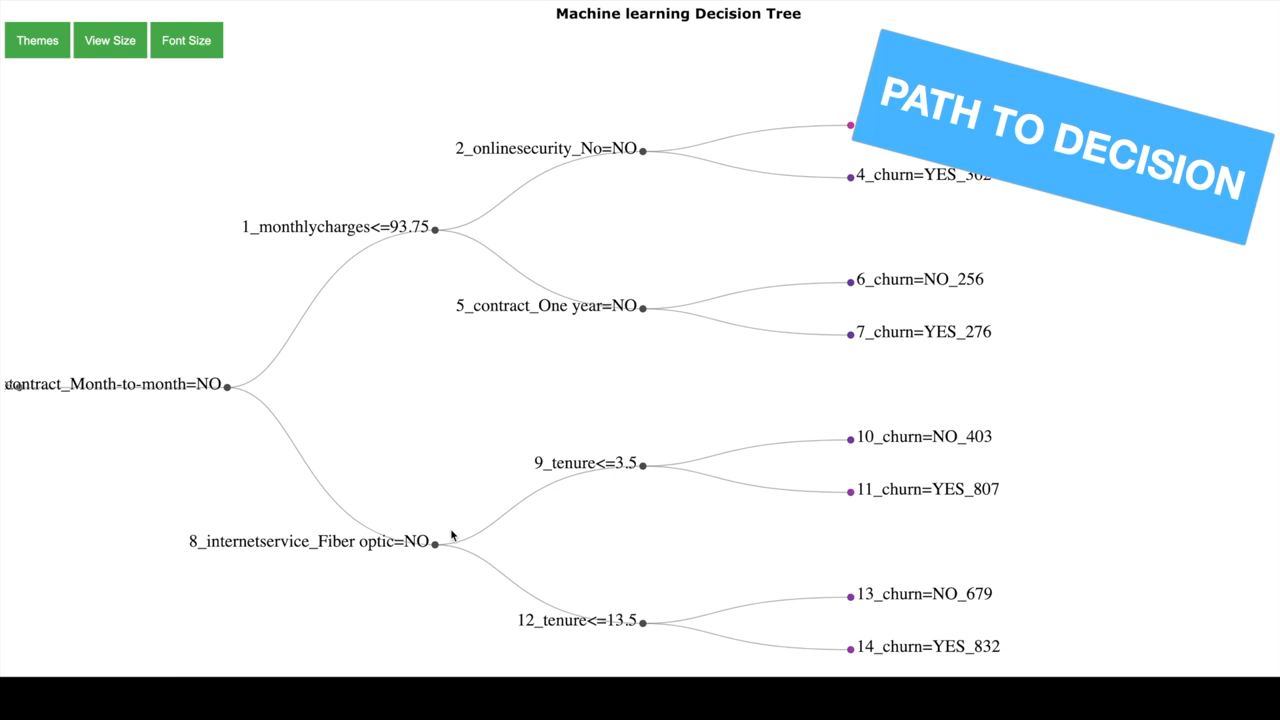 Machine learning Decision Tree
Themes
View Size
Font Size
PATH TO DECISION
2_onlinesecurity_No=NO
4_churn=YES_302
1_monthlycharges<=93.75
6_churn=NO_256
5_contract_One year=NO
7_churn=YES_276
contract_Month-to-month=NO
10_churn=NO_403
9_tenure<=3.5
11_churn=YES_807
8_internetservice_Fiber optic=NO
13_churn=NO_679
12_tenure<=13.5
14_churn=YES_832